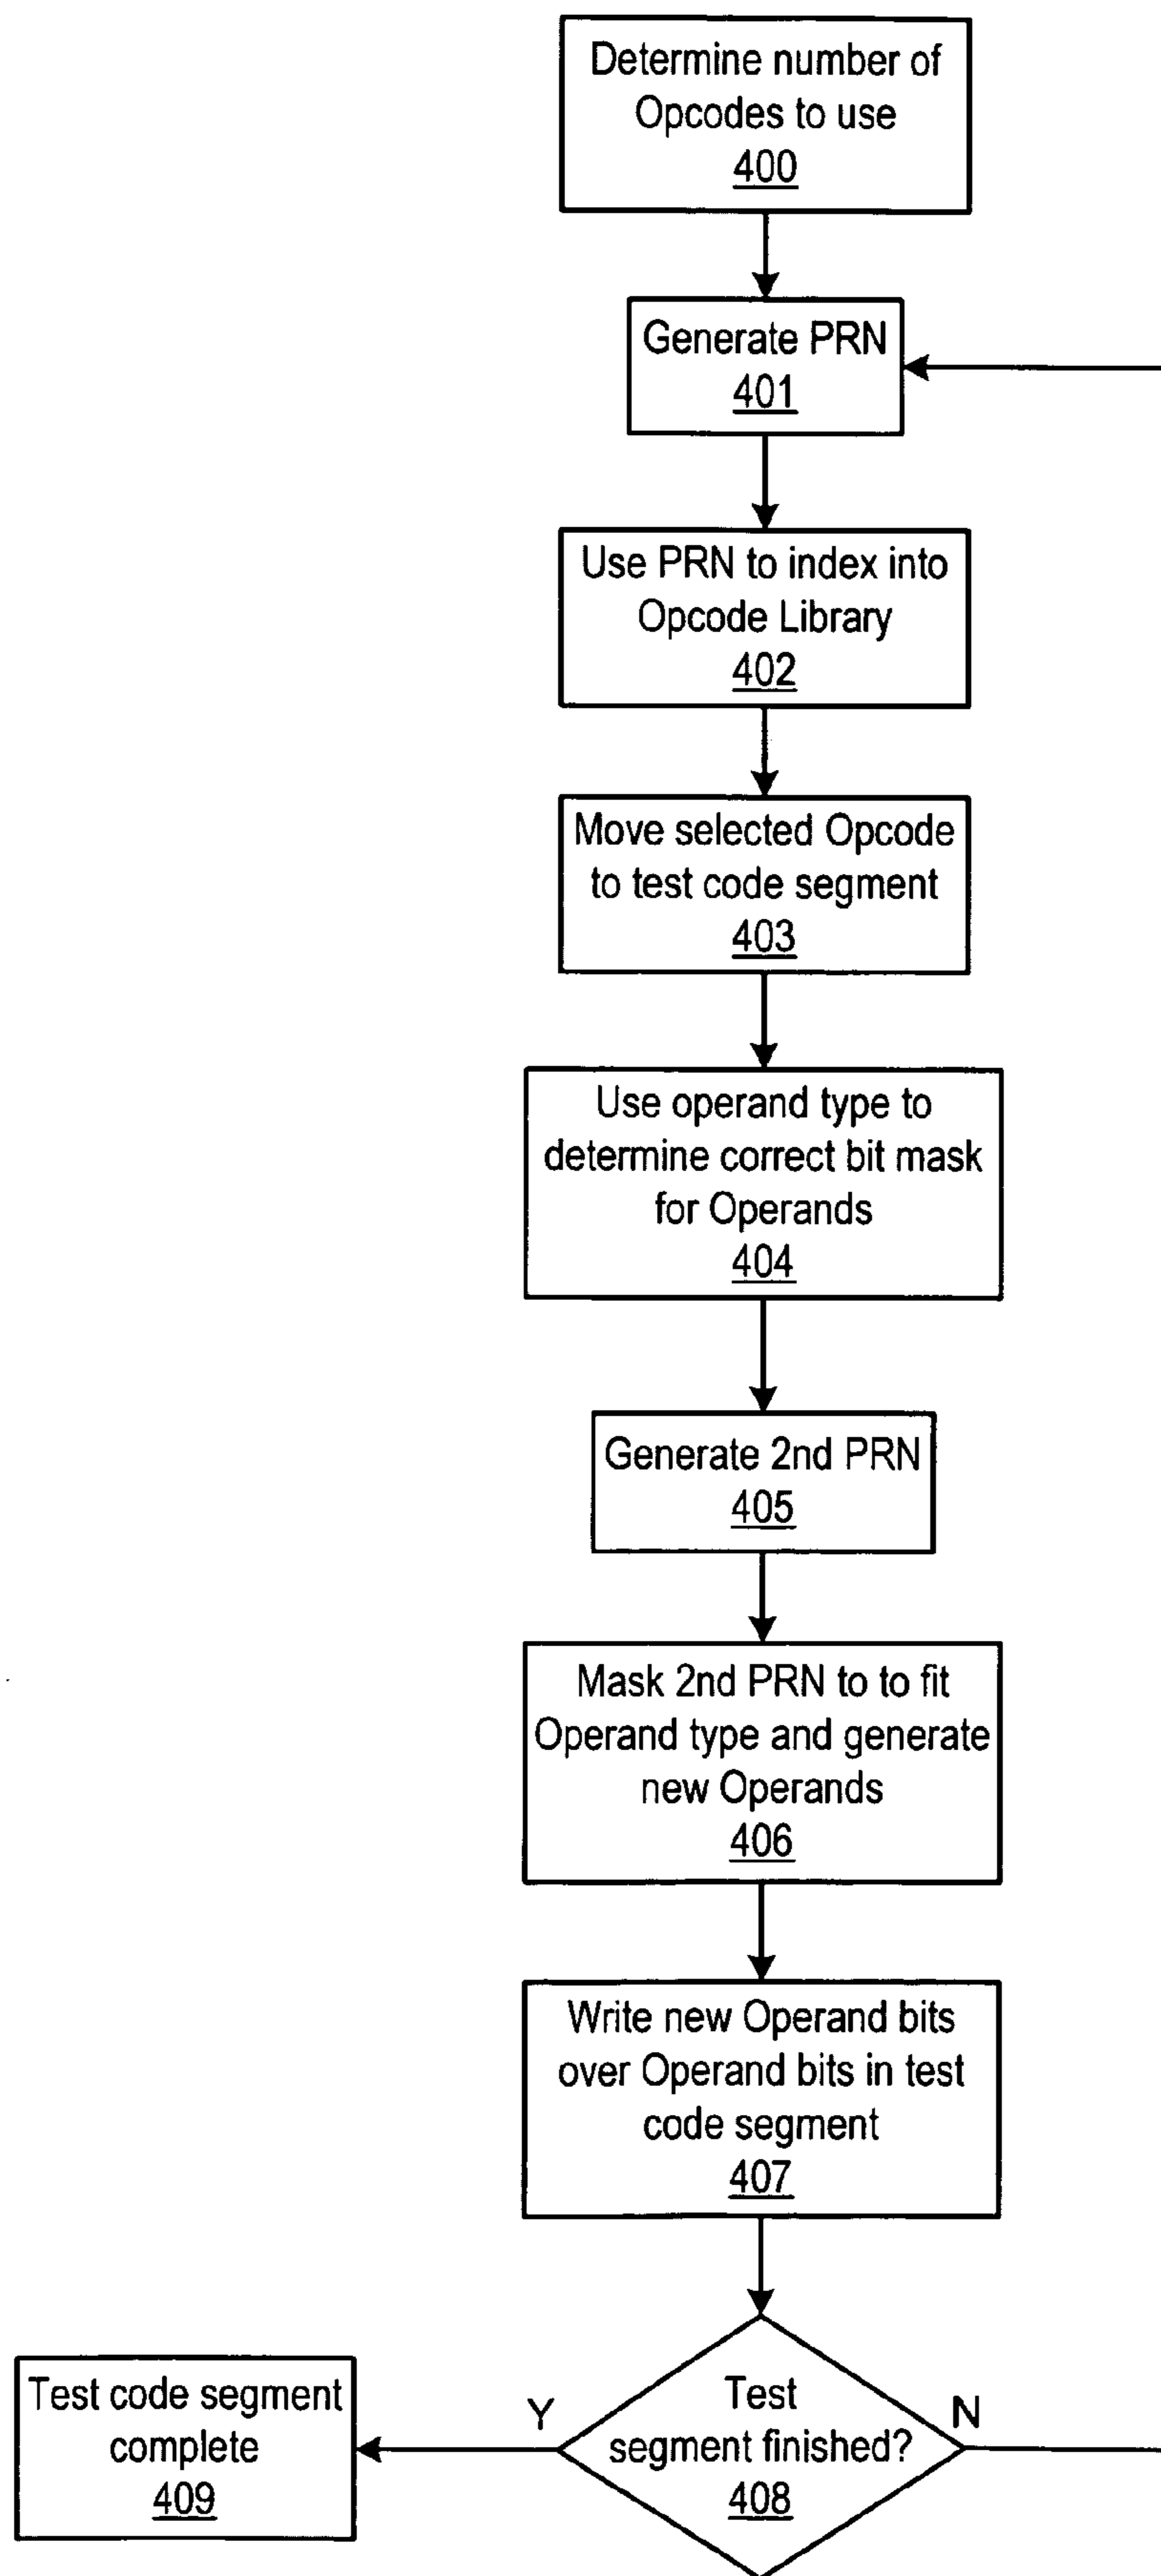 Determine number of
Opcodes to use
400
Generate PRN
401
Use PRN to index into
Opcode Library
402
Move selected Opcode
to test code segment
403
Use operand type to
determine correct bit mask
for Operands
404
Generate 2nd PRN
405
Mask 2nd PRN to to fit
Operand type and generate
new Operands
406
Write new Operand bits
over Operand bits in test
code segment
407
Test
segment finished?
408
Y
N
Test code segment
complete
409